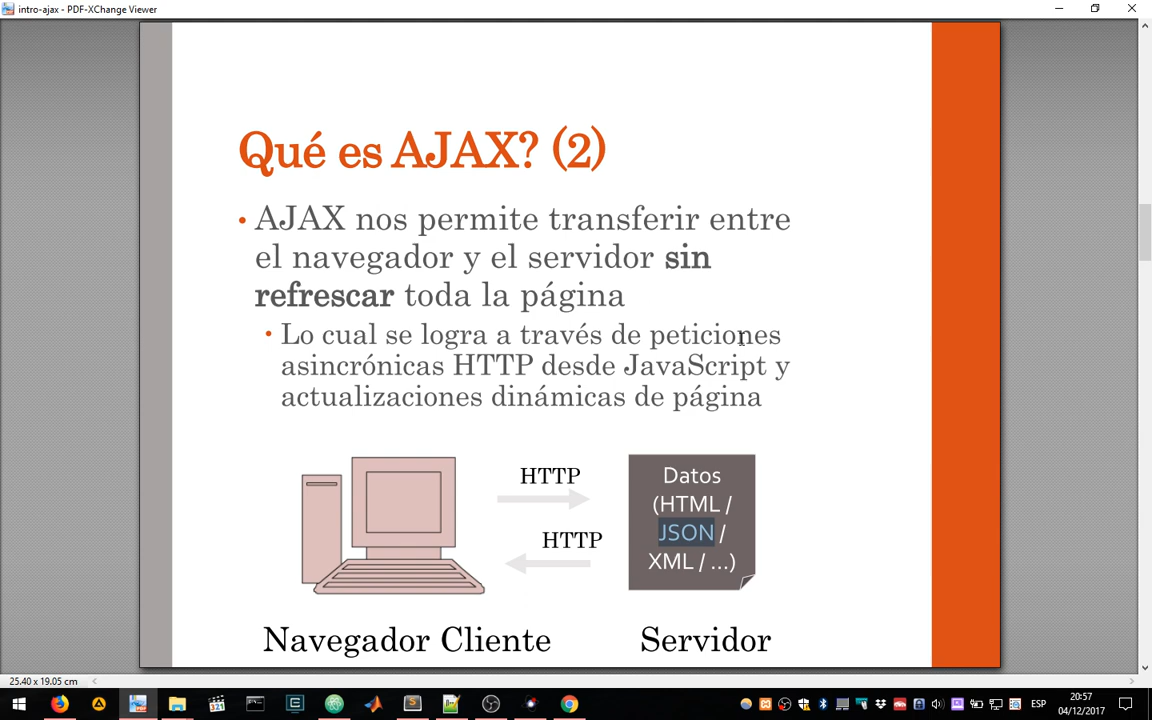 intro-ajax - PDF-XChange Viewer
Qué es AJAX? (2)
• AJAX nos permite transferir entre
el navegador y el servidor sin
refrescar toda la página
• Lo cual se logra a través de peticiones
asincrónicas HTTP desde JavaScript y
actualizaciones dinámicas de página
HTTP
HTTP
Datos
(HTML /
JSON /
XML / ...)
Navegador Cliente
Servidor
25.40 x 19.05 cm
ESP
20:57
04/12/2017